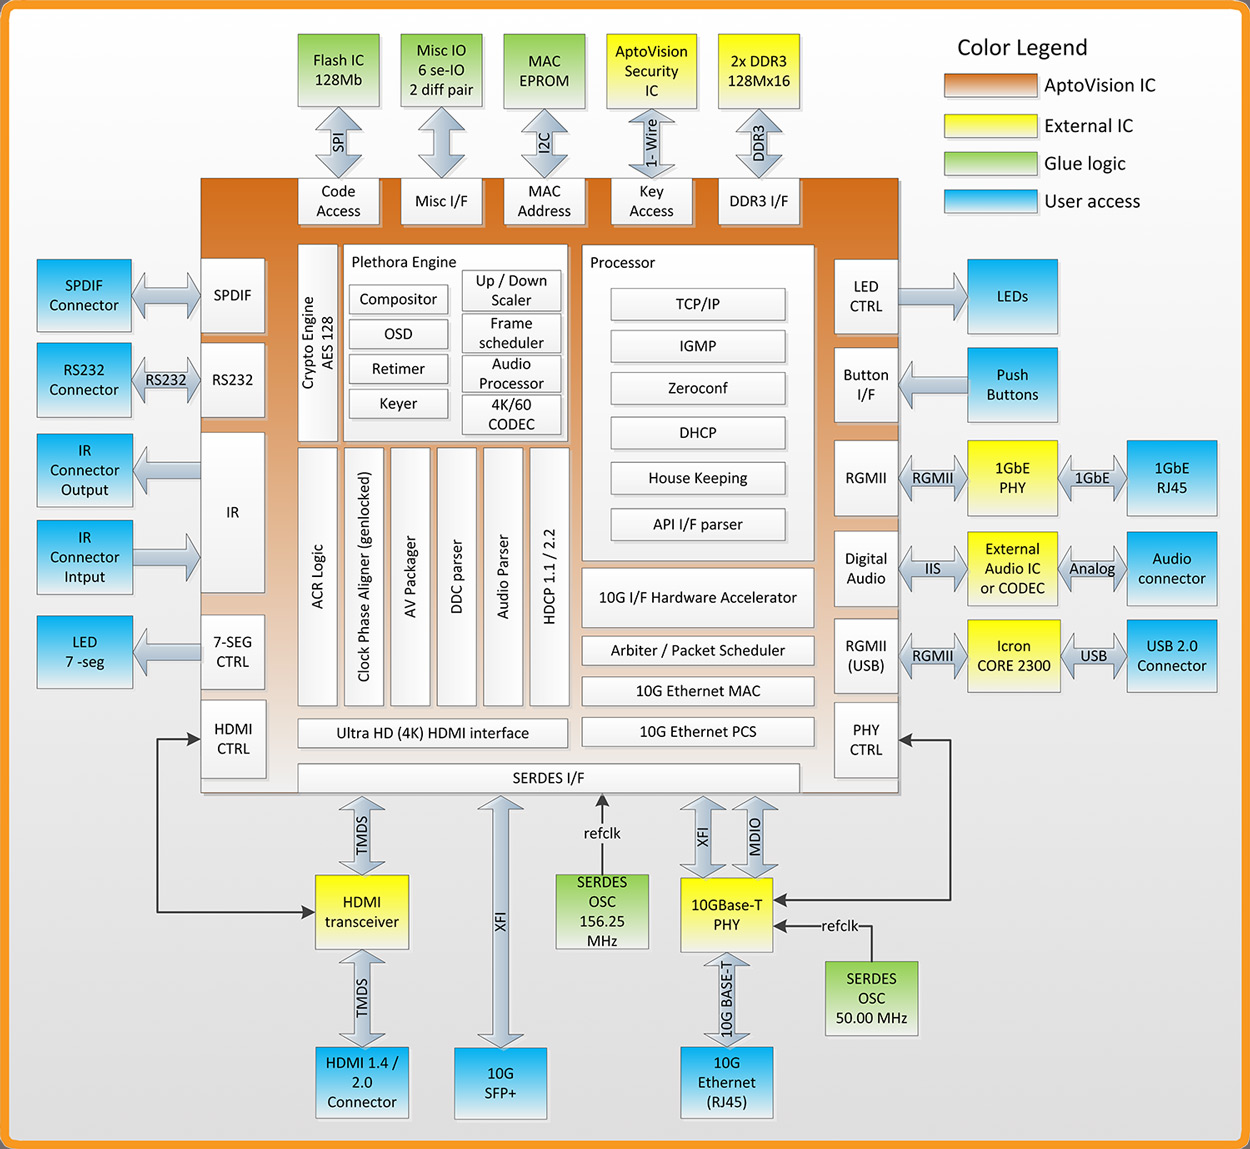 Color Legend
AptoVision IC
External IC
Glue logic
User access
Flash IC
128Mb
Misc IO
6 se-IO
2 diff pair
MAC
EPROM
AptoVision
Security
IC
2x DDR3
128Mx16
SPI
I2C
1- Wire
DDR3
Code
Access
Misc I/F
MAC
Address
Key
Access
DDR3 I/F
SPDIF
Connector
SPDIF
RS232
Connector
RS232
RS232
IR
Connector
Output
IR
Connector
Intput
IR
LED
7 -seg
7-SEG
CTRL
HDMI
CTRL
Crypto Engine
AES 128
Plethora Engine
Compositor
OSD
Retimer
Keyer
Up / Down
Scaler
Frame
scheduler
Audio
Processor
4K/60
CODEC
ACR Logic
Clock Phase Aligner (genlocked)
AV Packager
DDC parser
Audio Parser
HDCP 1.1 / 2.2
Ultra HD (4K) HDMI interface
Processor
TCP/IP
IGMP
Zeroconf
DHCP
House Keeping
API I/F parser
10G I/F Hardware Accelerator
Arbiter / Packet Scheduler
10G Ethernet MAC
10G Ethernet PCS
SERDES I/F
LED
CTRL
LEDs
Button
I/F
Push
Buttons
RGMII
RGMII
1GbE
PHY
1GbE
1GbE
RJ45
Digital
Audio
IIS
External
Audio IC
or CODEC
Analog
Audio
connector
RGMII
(USB)
RGMII
Icron
CORE 2300
USB
USB 2.0
Connector
PHY
CTRL
TMDS
XFI
refclk
XFI
MDIO
HDMI
transceiver
SERDES
OSC
156.25
MHz
10GBase-T
PHY
refclk
SERDES
OSC
50.00 MHz
TMDS
10G BASE-T
HDMI 1.4 /
2.0
Connector
10G
SFP+
10G
Ethernet
(RJ45)